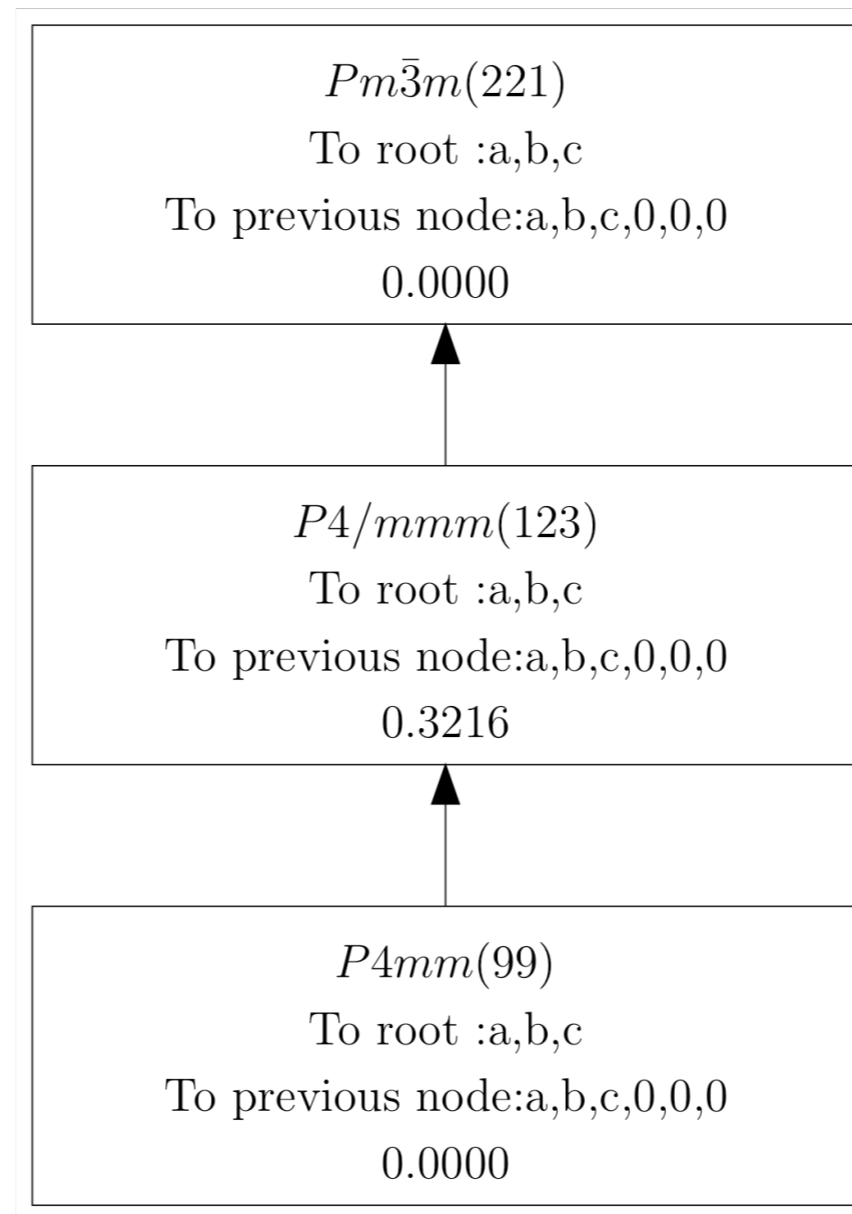 Pm3̄m(221)
To root :a,b,c
To previous node:a,b,c,0,0,0
0.0000
P4/mmm(123)
To root :a,b,c
To previous node:a,b,c,0,0,0
0.3216
P4mm(99)
To root :a,b,c
To previous node:a,b,c,0,0,0
0.0000